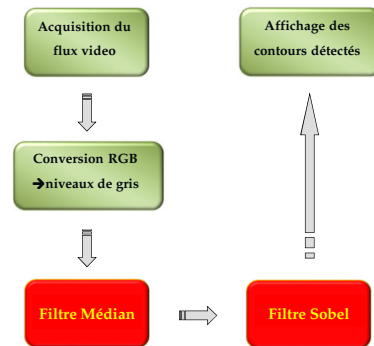 Acquisition du
flux video
Affichage des
contours détectés
Conversion RGB
➔niveaux de gris
Filtre Médian
Filtre Sobel